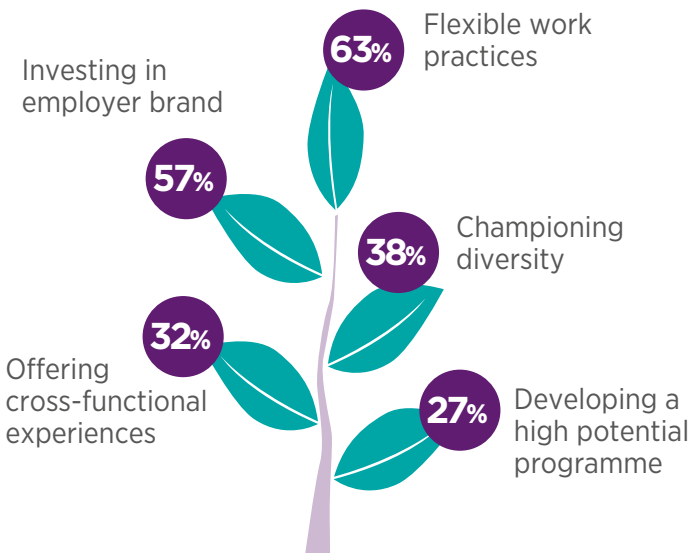 63%
Flexible work
practices
Investing in
employer brand
57%
38%
Championing
diversity
32%
Offering
cross-functional
experiences
27%
Developing a
high potential
programme